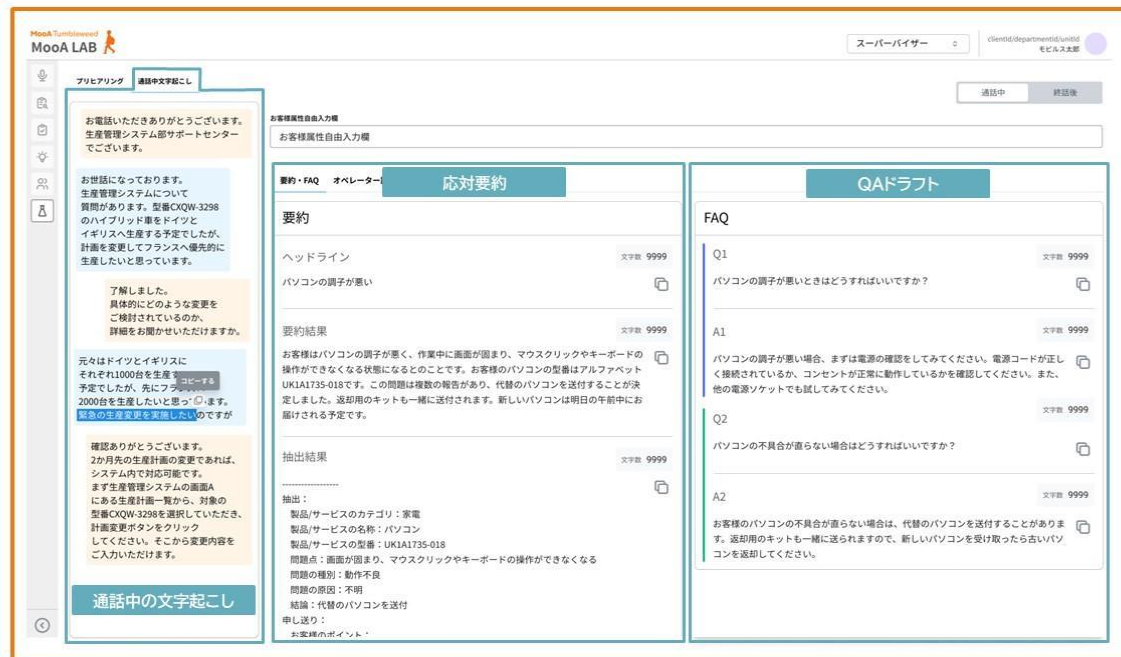 MooA Tumbleweed
MooA LAB
スーパーバイザー
clientId/departmentId/unitId
モビルス太郎
プリヒアリング
通話中文字起こし
通話中
終話後
お電話いただきありがとうございます。
生産管理システム部サポートセンター
でございます。
お世話になっております。
生産管理システムについて
質問があります。型番CXQW-3298
のハイブリッド車をドイツと
イギリスへ生産する予定でしたが、
計画を変更してフランスへ優先的に
生産したいと思っています。
了解しました。
具体的にどのような変更を
ご検討されているのか、
詳細をお聞かせいただけますか。
元々はドイツとイギリスに
それぞれ1000台を生産す
予定でしたが、先にフラ
コピーする
2000台を生産したいと思っ います。
緊急の生産変更を実施したいのですが
確認ありがとうございます。
2か月先の生産計画の変更であれば、
システム内で対応可能です。
まず生産管理システムの画面A
にある生産計画一覧から、対象の
型番CXQW-3298を選択していただき、
計画変更ボタンをクリック
してください。そこから変更内容を
ご入力いただけます。
通話中の文字起こし
お客様属性自由入力欄
お客様属性自由入力欄
要約・FAQ
オペレーター
応対要約
要約
ヘッドライン
文字数 9999
パソコンの調子が悪い
要約結果
文字数 9999
お客様はパソコンの調子が悪く、作業中に画面が固まり、マウスクリックやキーボードの
操作ができなくなる状態になるとのことです。お客様のパソコンの型番はアルファベット
UK1A1735-018です。この問題は複数の報告があり、代替のパソコンを送付することが決
定しました。返却用のキットも一緒に送付されます。新しいパソコンは明日の午前中にお
届けされる予定です。
抽出結果
文字数 9999
------------------
抽出：
製品/サービスのカテゴリ：家電
製品/サービスの名称：パソコン
製品/サービスの型番：UK1A1735-018
問題点：画面が固まり、マウスクリックやキーボードの操作ができなくなる
問題の種別：動作不良
問題の原因：不明
結論：代替のパソコンを送付
申し送り：
お客様のポイント：
QAドラフト
FAQ
Q1
文字数 9999
パソコンの調子が悪いときはどうすればいいですか？
A1
文字数 9999
パソコンの調子が悪い場合、まずは電源の確認をしてみてください。電源コードが正し
く接続されているか、コンセントが正常に動作しているかを確認してください。また、
他の電源ソケットでも試してみてください。
Q2
文字数 9999
パソコンの不具合が直らない場合はどうすればいいですか？
A2
文字数 9999
お客様のパソコンの不具合が直らない場合は、代替のパソコンを送付することがありま
す。返却用のキットも一緒に送られますので、新しいパソコンを受け取ったら古いパソ
コンを返却してください。